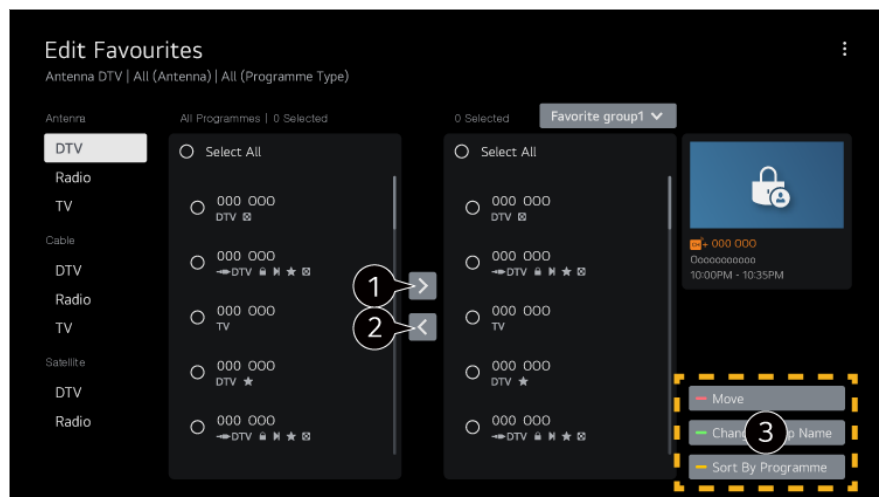 Edit Favourites
Antenna DTV | All (Antenna) | All (Programme Type)
Antenna
DTV
Radio
TV
Cable
DTV
Radio
TV
Satellite
DTV
Radio
All Programmes | 0 Selected
Select All
000 000
DTV
000 000
DTV
000 000
TV
000 000
DTV
000 000
DTV
1
2
0 Selected
Favorite group1
Select All
000 000
DTV
000 000
DTV
000 000
TV
000 000
DTV
000 000
DTV
+ 000 000
Ooooooooooo
10:00PM - 10:35PM
Move
3
Name
Sort By Programme